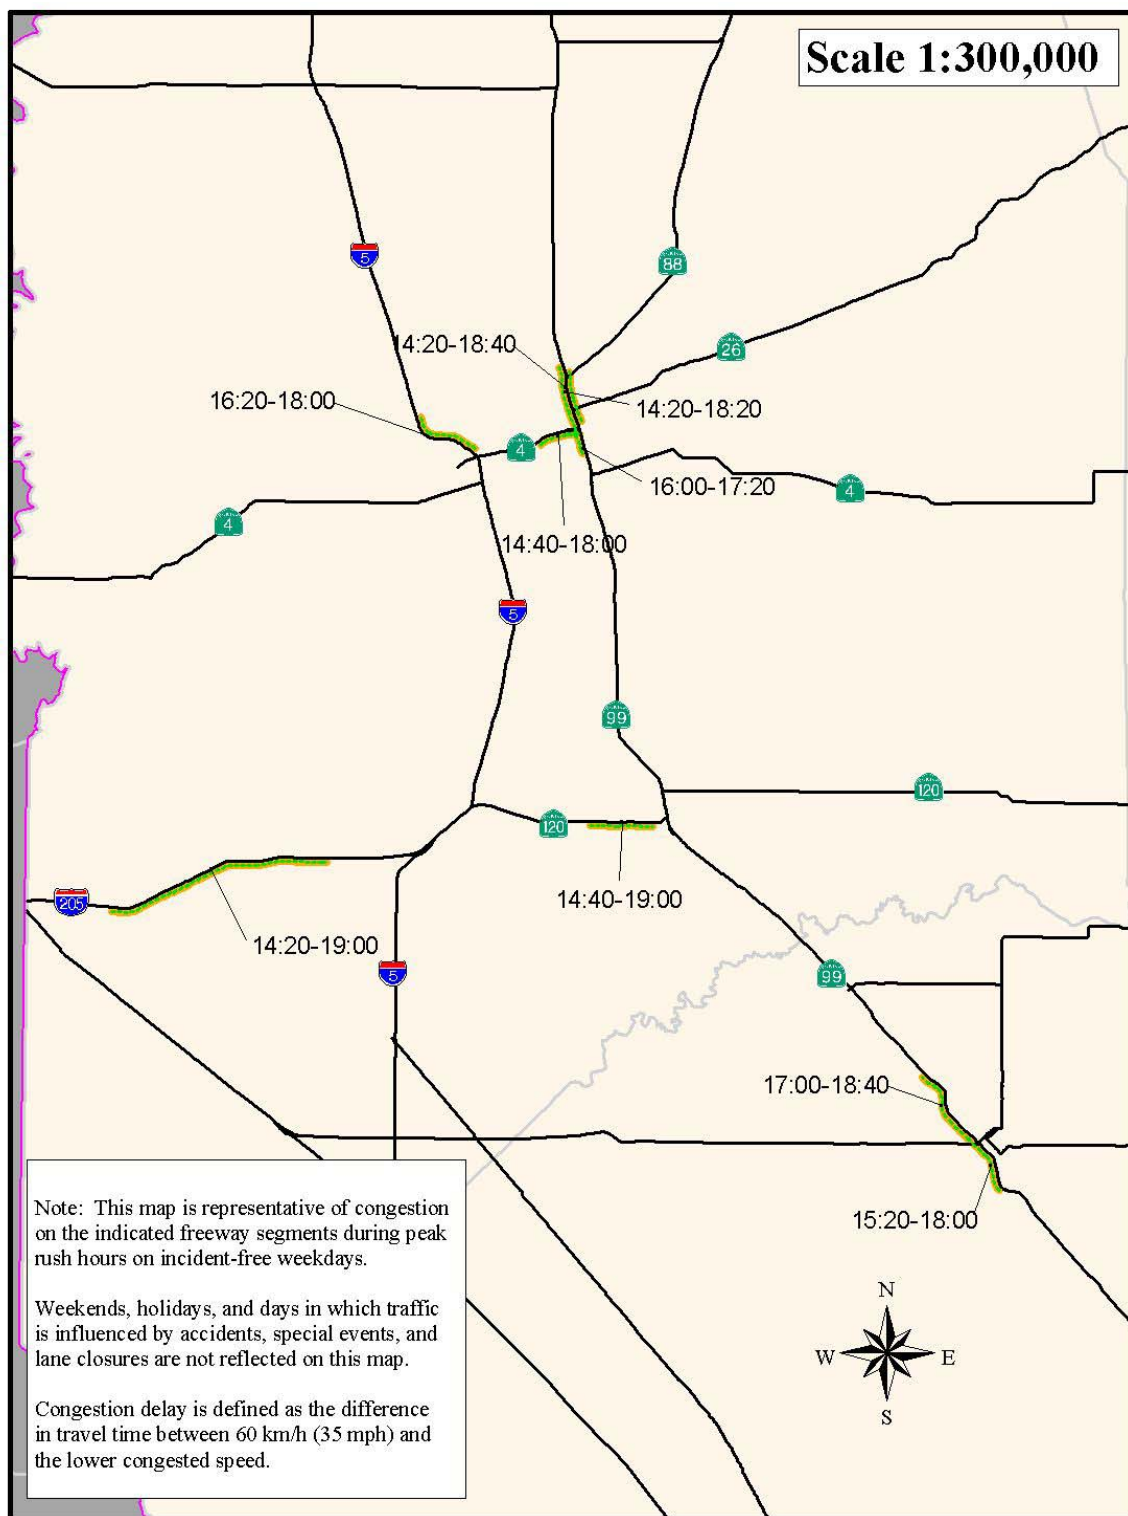 Scale 1:300,000
5
88
14:20-18:40
26
16:20-18:00
14:20-18:20
4
16:00-17:20
4
4
14:40-18:00
5
99
120
120
205
14:40-19:00
14:20-19:00
5
99
17:00-18:40
15:20-18:00
Note: This map is representative of congestion
on the indicated freeway segments during peak
rush hours on incident-free weekdays.
Weekends, holidays, and days in which traffic
is influenced by accidents, special events, and
lane closures are not reflected on this map.
Congestion delay is defined as the difference
in travel time between 60 km/h (35 mph) and
the lower congested speed.
N
W
E
S